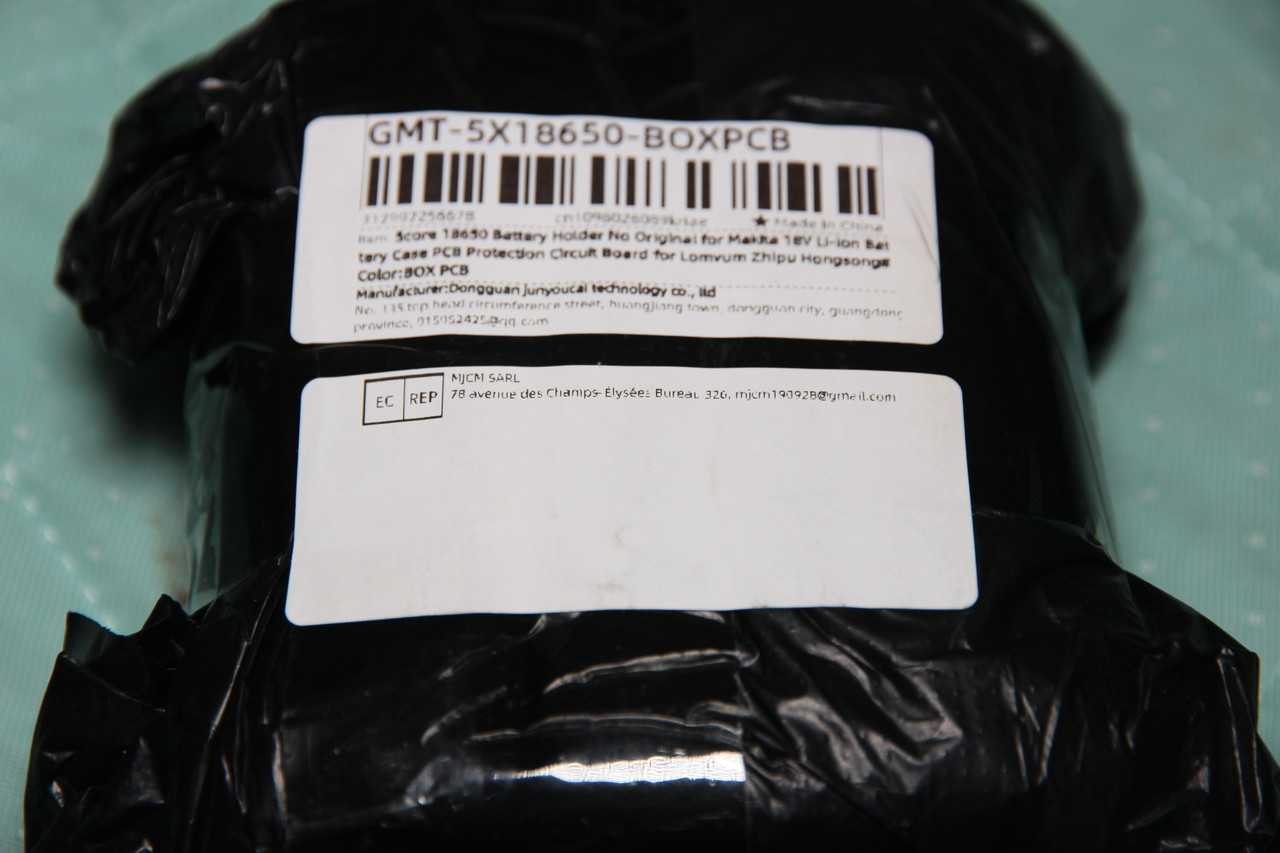 GMT-5X18650-BOXPCB
312997256678
★ Made In China
Item: 5core 18650 Battery Holder No Original for Makita 18V Li-ion Bat
tery Case PCB Protection Circuit Board for Lomvum Zhipu Hongsong#
Color:BOX PCB
Manufacturer:Dongguan junyoucai technology co., ltd
No. 135 top head circumference street, huangjiang town, dongguan city, guangdong
province, 915952425@qq.com
EC REP
MJCM SARL
78 avenue des Champs-Élysées Bureau 326, mjcm190928@gmail.com